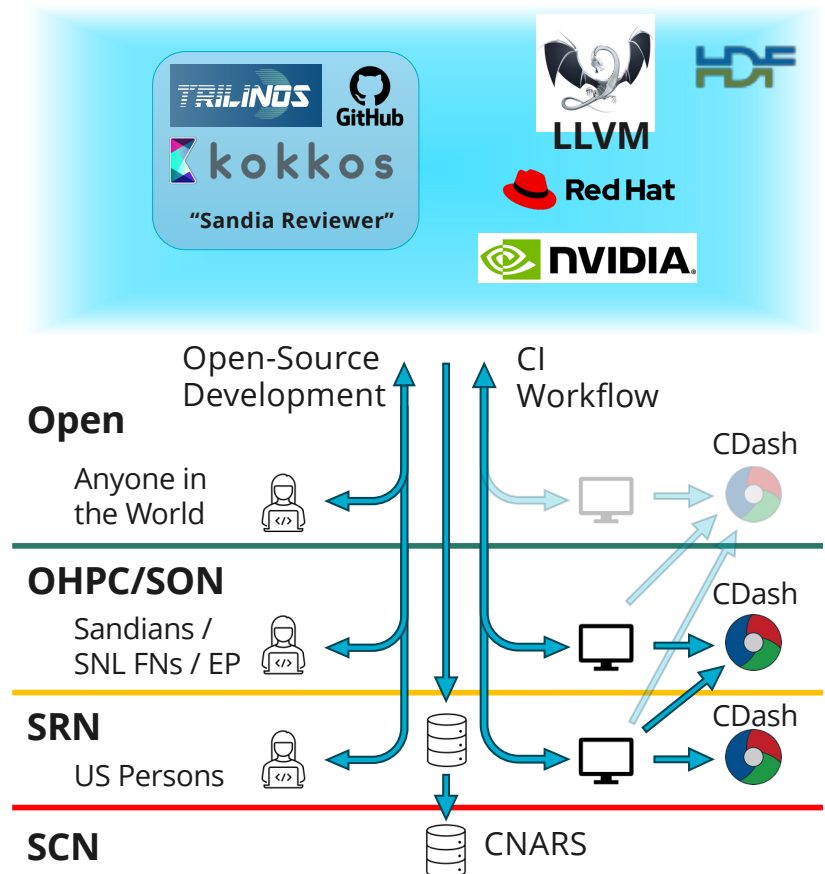 TRILINOS
GitHub
kokkos
“Sandia Reviewer”
LLVM
HDF
Red Hat
NVIDIA.
Open-Source
Development
CI
Workflow
Open
Anyone in
the World
</>
CDash
OHPC/SON
Sandians /
SNL FNs / EP
</>
CDash
SRN
US Persons
</>
CDash
SCN
CNARS